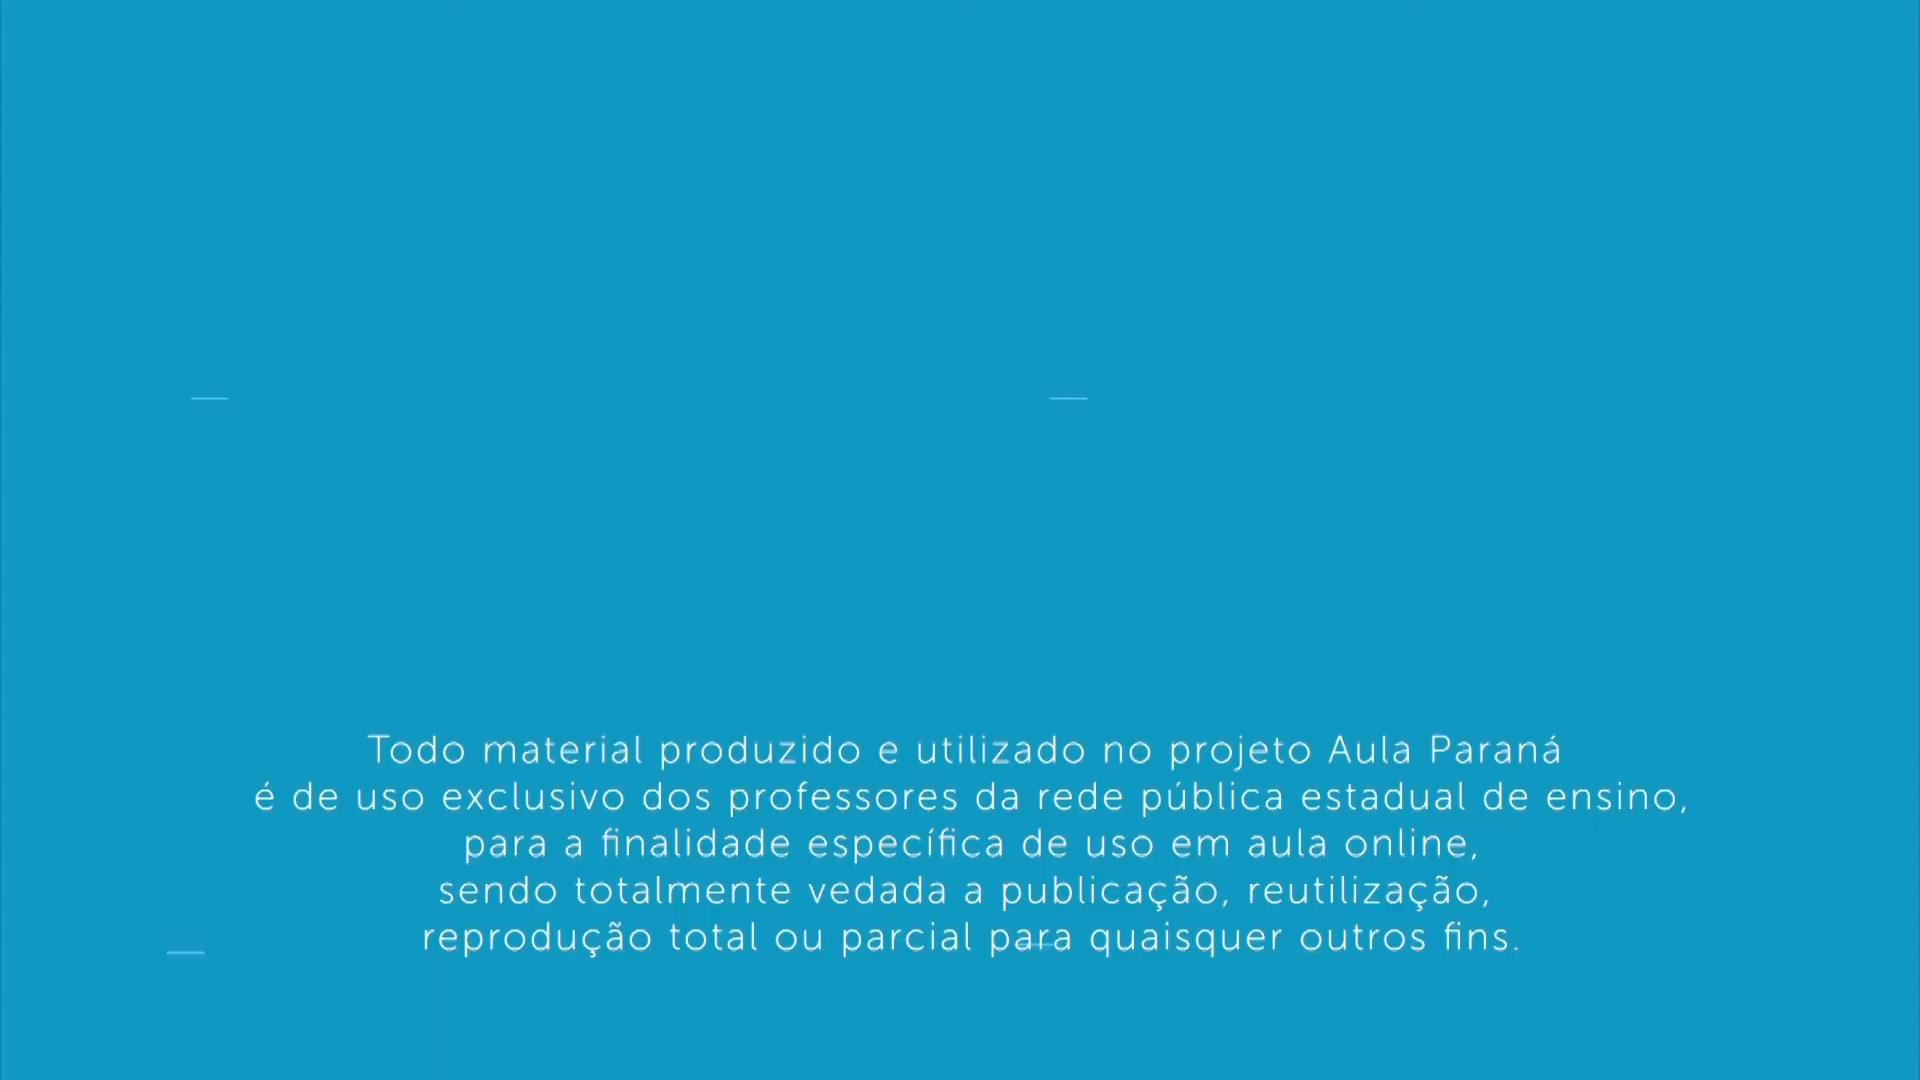 Todo material produzido e utilizado no projeto Aula Paraná
é de uso exclusivo dos professores da rede pública estadual de ensino,
para a finalidade específica de uso em aula online,
sendo totalmente vedada a publicação, reutilização,
reprodução total ou parcial para quaisquer outros fins.